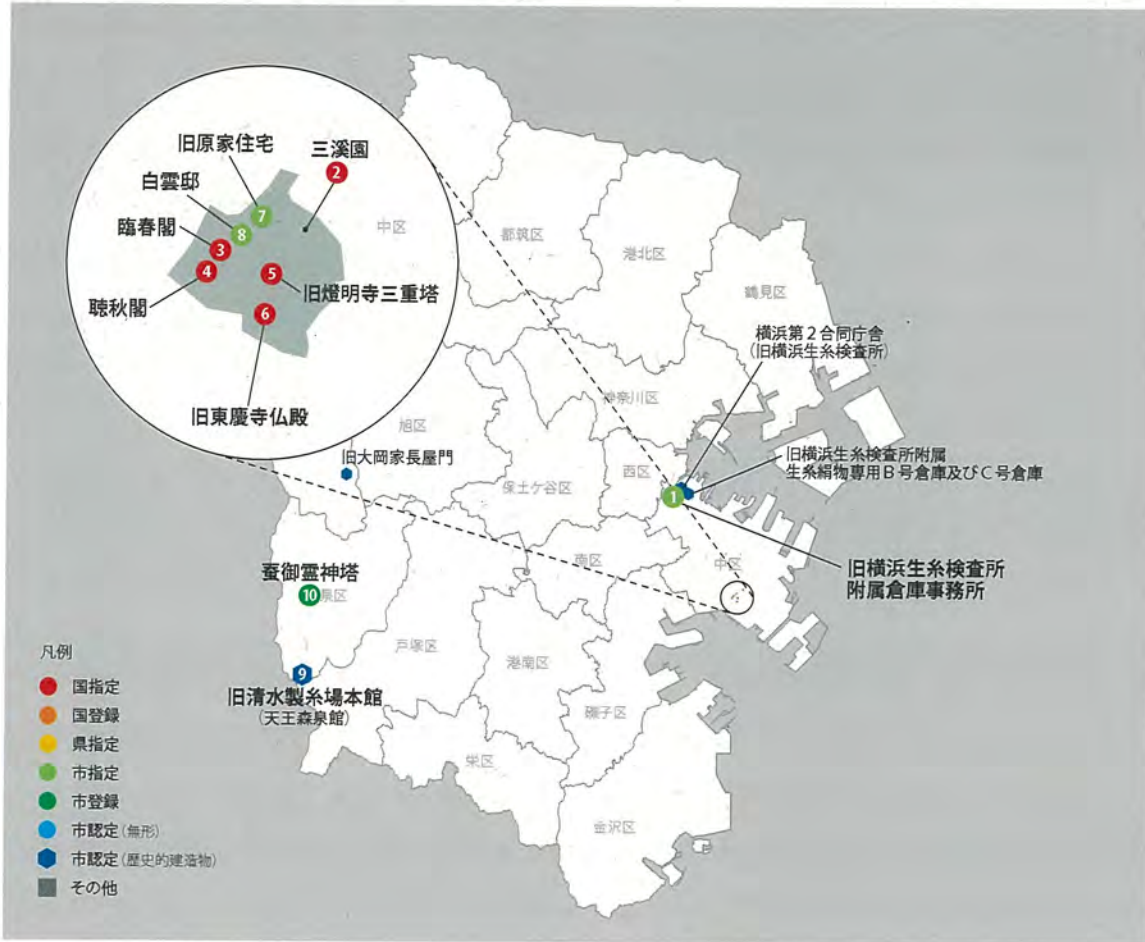 旧原家住宅
三溪園
白雲邸
臨春閣
聴秋閣
旧燈明寺三重塔
旧東慶寺仏殿
2
7
8
3
4
5
6
中区
都筑区
港北区
鶴見区
横浜第2合同庁舎
(旧横浜生糸検査所)
神奈川区
旭区
旧大岡家長屋門
西区
保土ケ谷区
旧横浜生糸検査所附属
生糸絹物専用B号倉庫及びC号倉庫
1
南区
中区
旧横浜生糸検査所
附属倉庫事務所
蚕御霊神塔
10
泉区
戸塚区
港南区
9
旧清水製糸場本館
(天王森泉館)
磯子区
栄区
金沢区
凡例
国指定
国登録
県指定
市指定
市登録
市認定(無形)
市認定(歴史的建造物)
その他